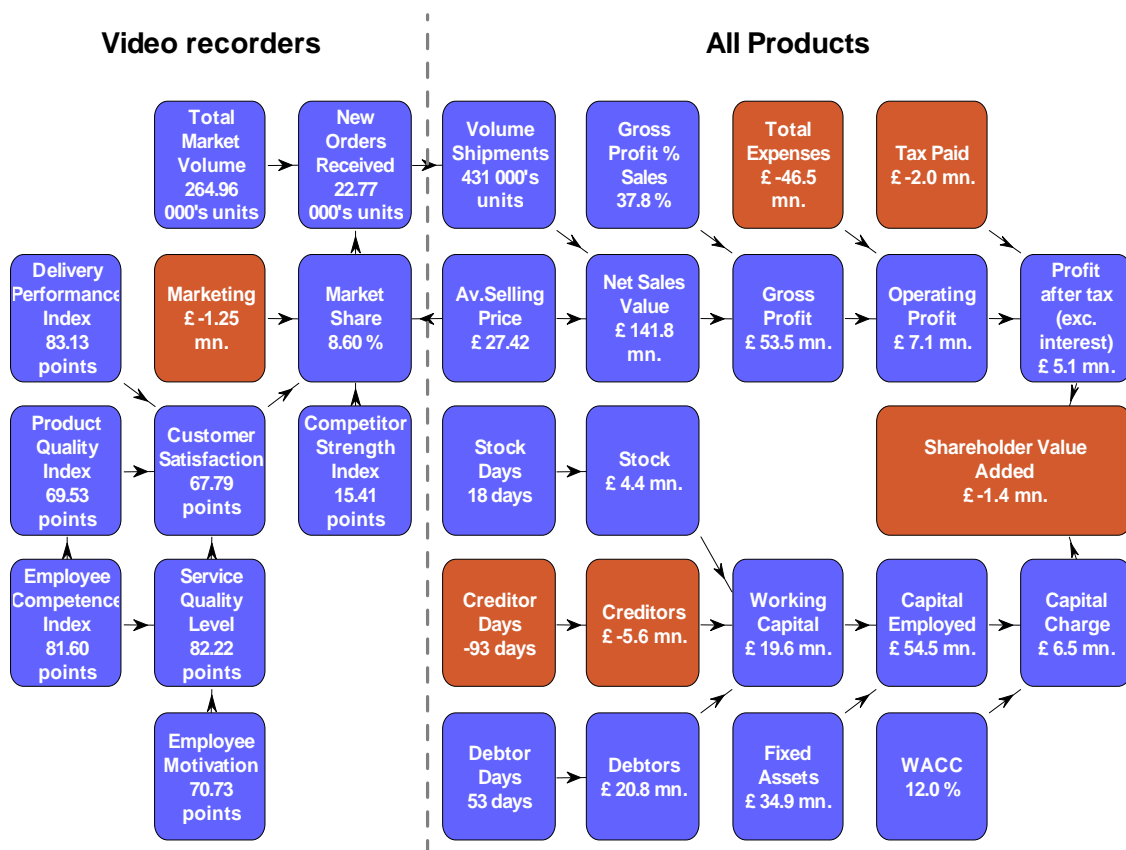 Video recorders
All Products
Total
Market
Volume
264.96
000's units
New
Orders
Received
22.77
000's units
Volume
Shipments
431 000's
units
Gross
Profit %
Sales
37.8 %
Total
Expenses
£ -46.5
mn.
Tax Paid
£ -2.0 mn.
Delivery
Performance
Index
83.13
points
Marketing
£ -1.25
mn.
Market
Share
8.60 %
Av.Selling
Price
£ 27.42
Net Sales
Value
£ 141.8
mn.
Gross
Profit
£ 53.5 mn.
Operating
Profit
£ 7.1 mn.
Profit
after tax
(exc.
interest)
£ 5.1 mn.
Product
Quality
Index
69.53
points
Customer
Satisfaction
67.79
points
Competitor
Strength
Index
15.41
points
Stock
Days
18 days
Stock
£ 4.4 mn.
Shareholder Value
Added
£ -1.4 mn.
Employee
Competence
Index
81.60
points
Service
Quality
Level
82.22
points
Creditor
Days
-93 days
Creditors
£ -5.6 mn.
Working
Capital
£ 19.6 mn.
Capital
Employed
£ 54.5 mn.
Capital
Charge
£ 6.5 mn.
Employee
Motivation
70.73
points
Debtor
Days
53 days
Debtors
£ 20.8 mn.
Fixed
Assets
£ 34.9 mn.
WACC
12.0 %